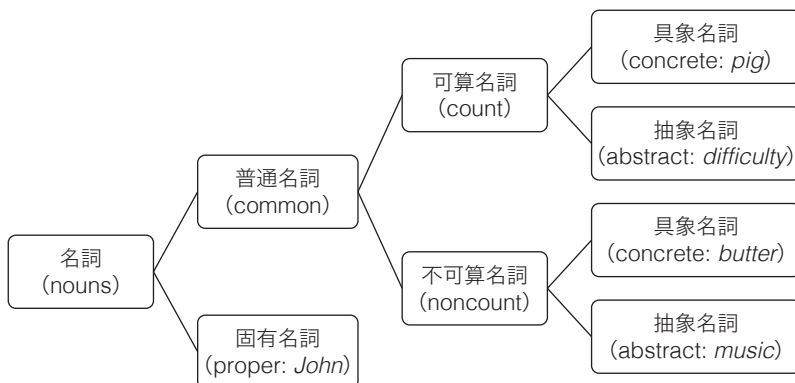 名詞
(nouns)
普通名詞
(common)
固有名詞
(proper: John)
可算名詞
(count)
不可算名詞
(noncount)
具象名詞
(concrete: pig)
抽象名詞
(abstract: difficulty)
具象名詞
(concrete: butter)
抽象名詞
(abstract: music)